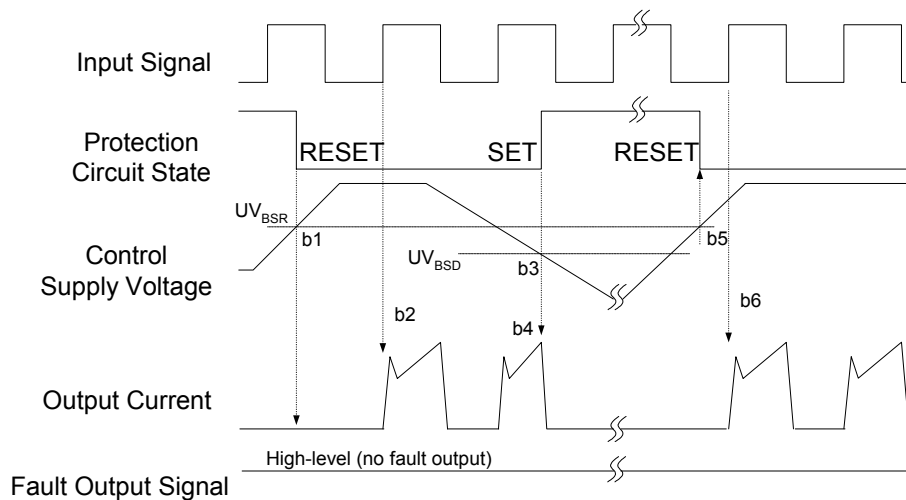 Input Signal
Protection
Circuit State
RESET
SET
RESET
UVBSR
b1
b5
Control
Supply Voltage
UVBSD
b3
b2
b4
b6
Output Current
High-level (no fault output)
Fault Output Signal